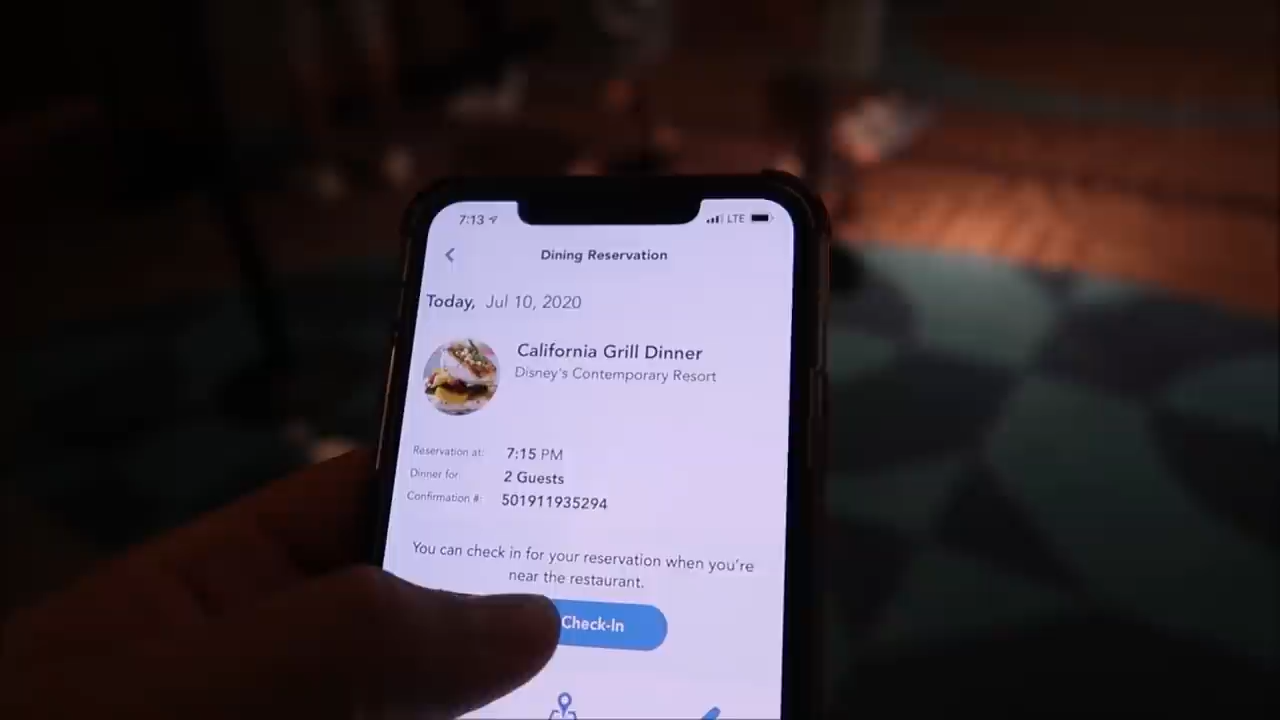 7:13 LTE
Dining Reservation
Today, Jul 10, 2020
California Grill Dinner
Disney's Contemporary Resort
Reservation at: 7:15 PM
Dinner for: 2 Guests
Confirmation #: 501911935294
You can check in for your reservation when you're
near the restaurant.
Check-In